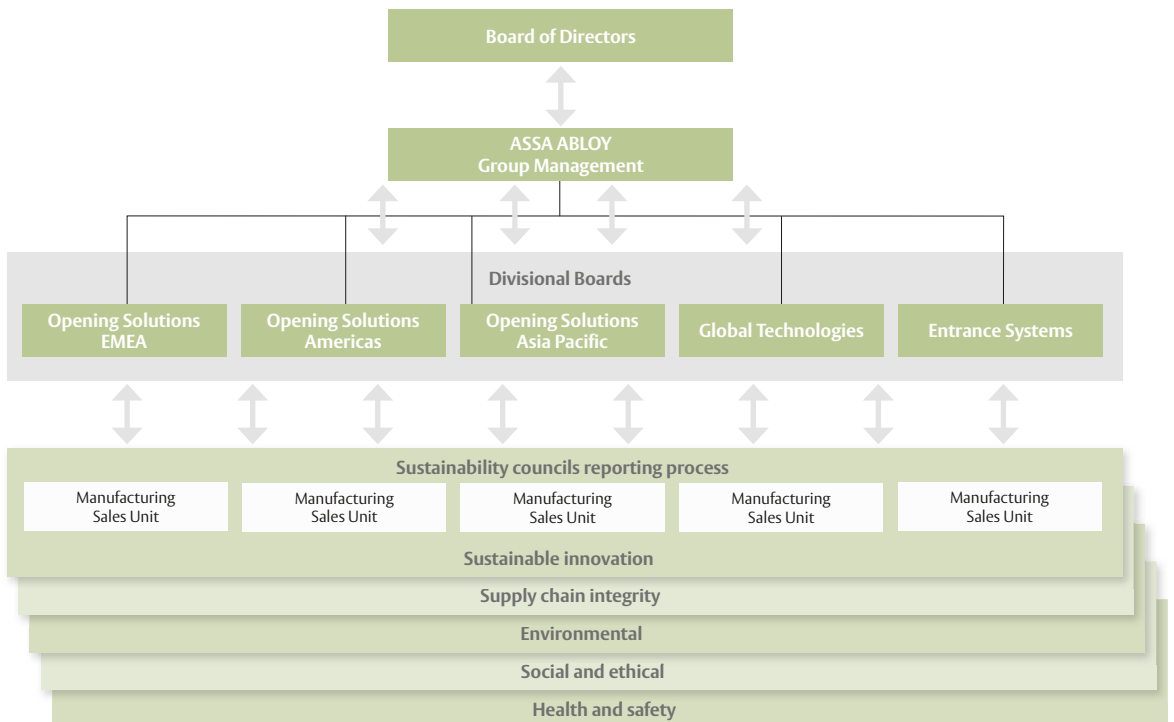 Board of Directors
ASSA ABLOY
Group Management
Divisional Boards
Opening Solutions
EMEA
Opening Solutions
Americas
Opening Solutions
Asia Pacific
Global Technologies
Entrance Systems
Sustainability councils reporting process
Manufacturing
Sales Unit
Manufacturing
Sales Unit
Manufacturing
Sales Unit
Manufacturing
Sales Unit
Manufacturing
Sales Unit
Sustainable innovation
Supply chain integrity
Environmental
Social and ethical
Health and safety